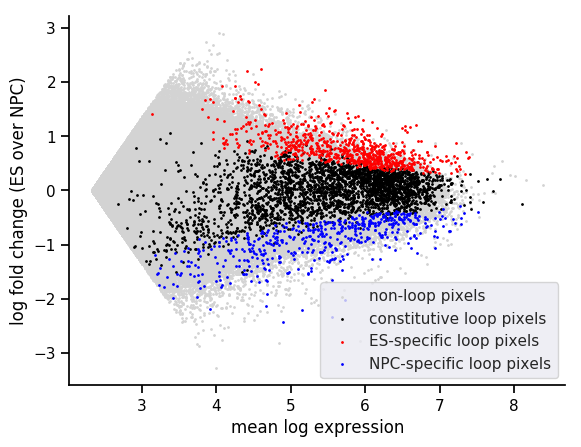 log fold change (ES over NPC)
3
2
1
0
−1
−2
−3
3
4
5
6
7
8
mean log expression
non-loop pixels
constitutive loop pixels
ES-specific loop pixels
NPC-specific loop pixels